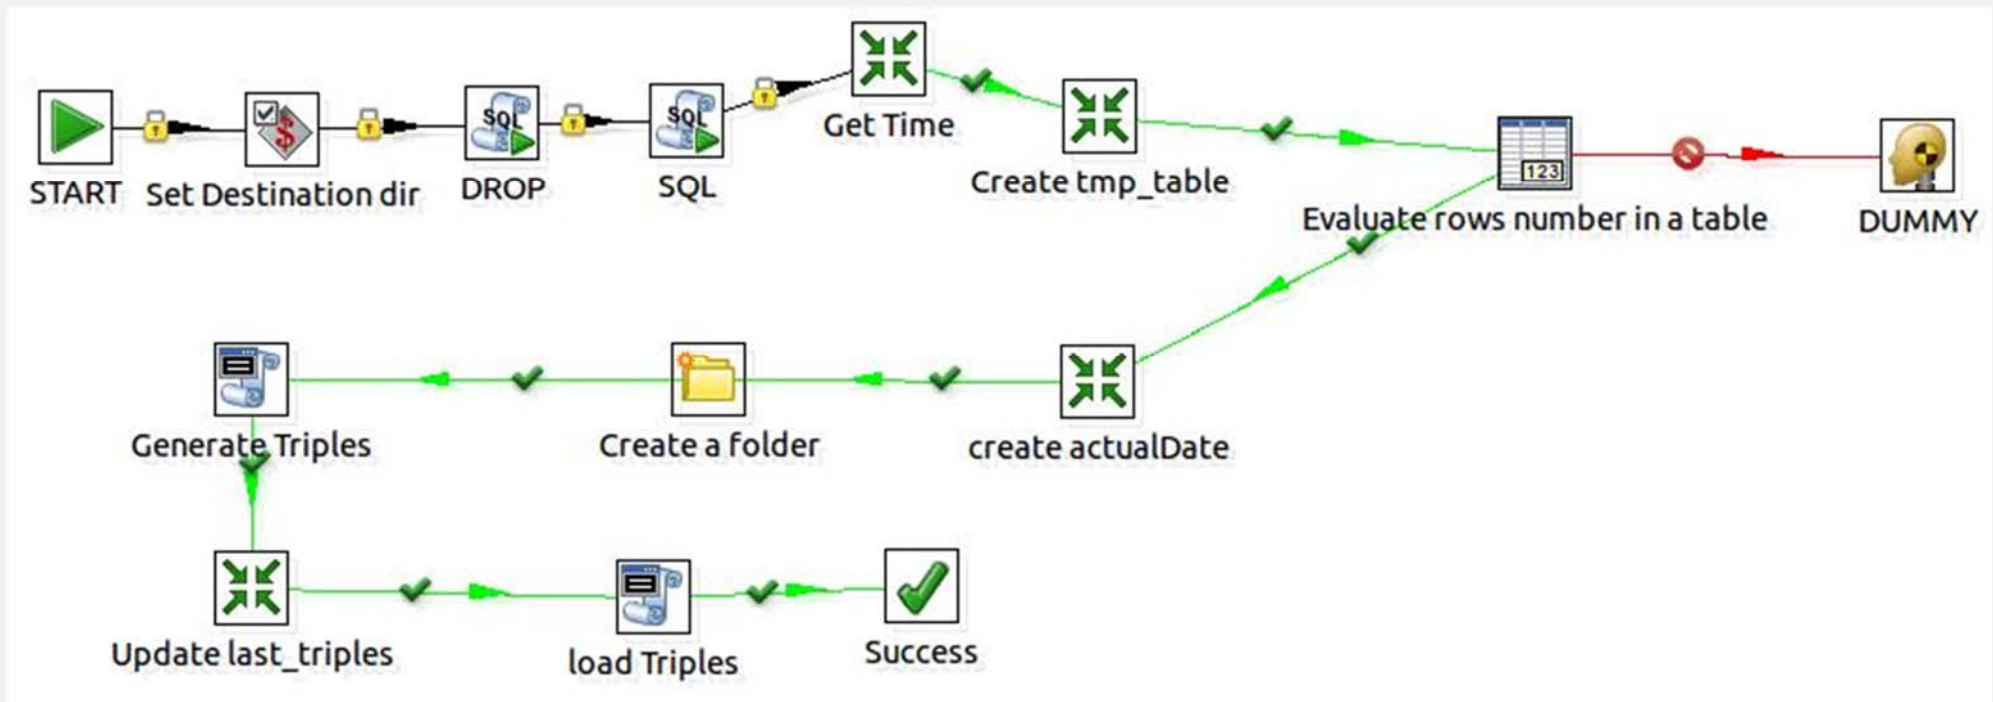 START
Set Destination dir
SQL
DROP
SQL
SQL
Get Time
Create tmp_table
123
Evaluate rows number in a table
DUMMY
Generate Triples
Create a folder
create actualDate
Update last_triples
load Triples
Success